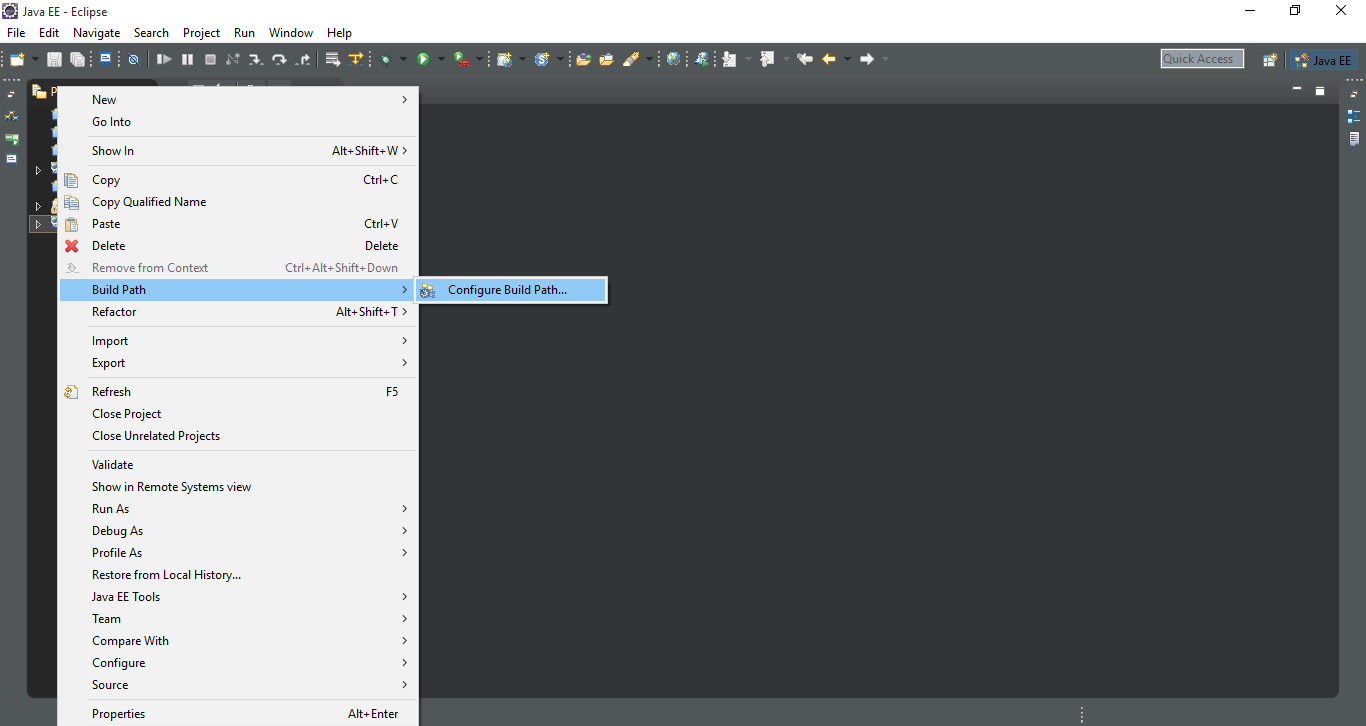 Java EE - Eclipse
File Edit Navigate Search Project Run Window Help
Quick Access
Java EE
P
New
Go Into
Show In Alt+Shift+W
Copy Ctrl+C
Copy Qualified Name
Paste Ctrl+V
Delete Delete
Remove from Context Ctrl+Alt+Shift+Down
Build Path
Configure Build Path...
Refactor Alt+Shift+T
Import
Export
Refresh F5
Close Project
Close Unrelated Projects
Validate
Show in Remote Systems view
Run As
Debug As
Profile As
Restore from Local History...
Java EE Tools
Team
Compare With
Configure
Source
Properties Alt+Enter